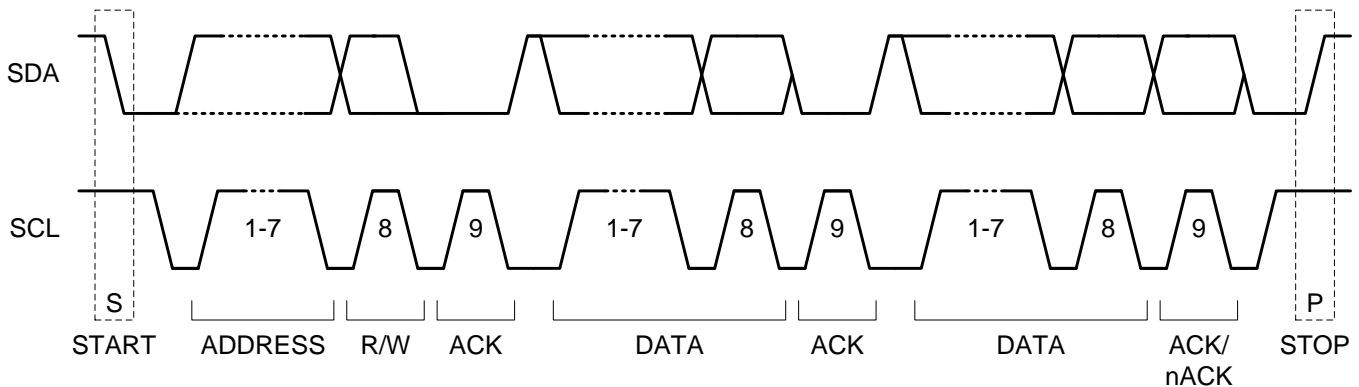 SDA
SCL
1-7
8
9
1-7
8
9
1-7
8
9
S
P
START
ADDRESS
R/W
ACK
DATA
ACK
DATA
ACK/
nACK
STOP